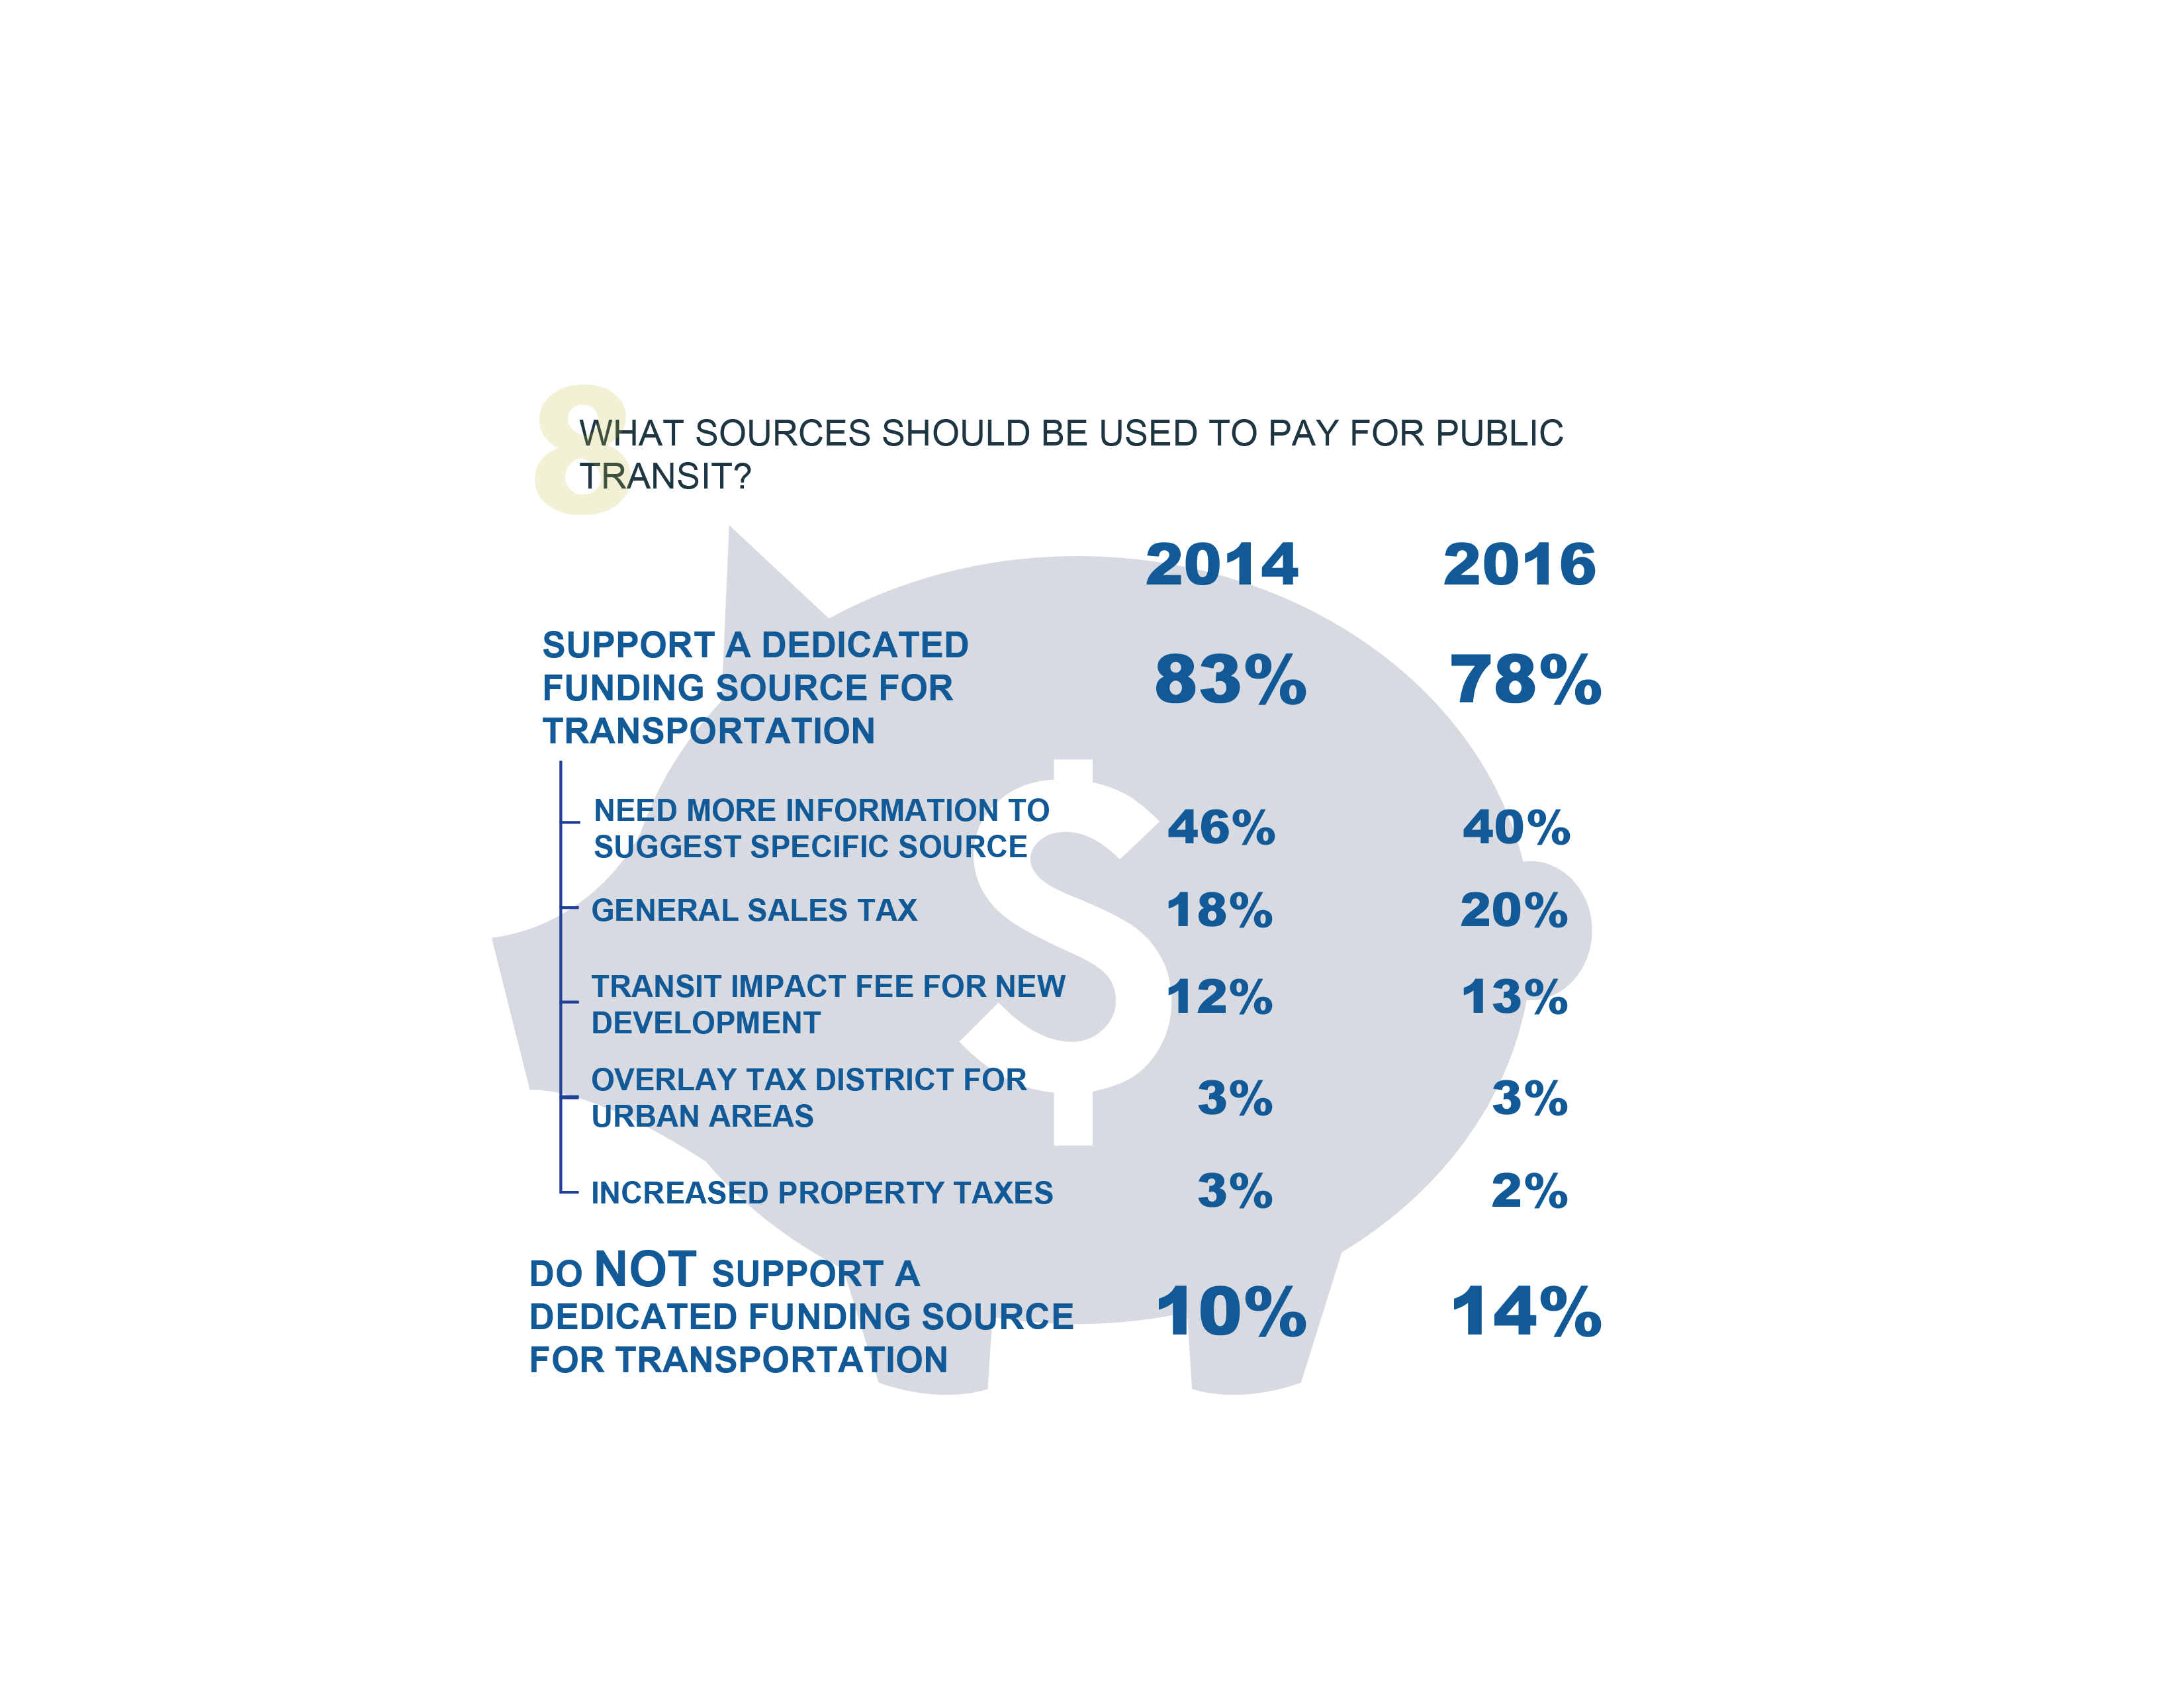 8
WHAT SOURCES SHOULD BE USED TO PAY FOR PUBLIC
TRANSIT?
2014 2016
SUPPORT A DEDICATED
FUNDING SOURCE FOR
TRANSPORTATION
83% 78%
NEED MORE INFORMATION TO
SUGGEST SPECIFIC SOURCE
46% 40%
GENERAL SALES TAX 18% 20%
TRANSIT IMPACT FEE FOR NEW
DEVELOPMENT
12% 13%
OVERLAY TAX DISTRICT FOR
URBAN AREAS
3% 3%
INCREASED PROPERTY TAXES 3% 2%
DO NOT SUPPORT A
DEDICATED FUNDING SOURCE
FOR TRANSPORTATION
10% 14%
$